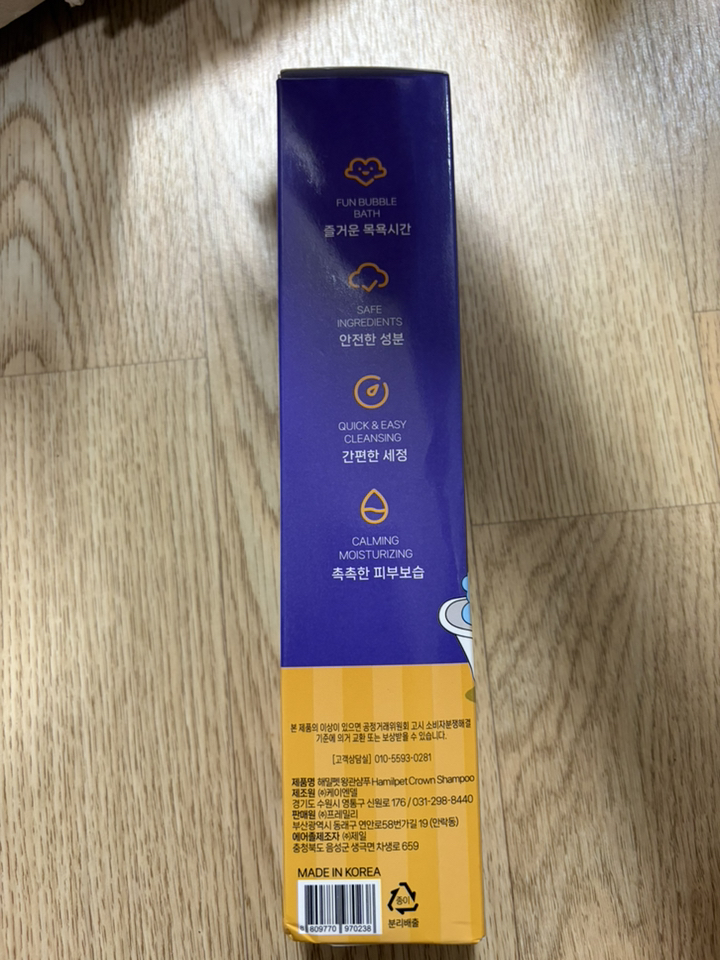 FUN BUBBLE
BATH
즐거운 목욕시간
SAFE
INGREDIENTS
안전한 성분
QUICK & EASY
CLEANSING
간편한 세정
CALMING
MOISTURIZING
촉촉한 피부보습
본 제품의 이상이 있으면 공정거래위원회 고시 소비자분쟁해결
기준에 의거 교환 또는 보상받을 수 있습니다.
[고객상담실] 010-5593-0281
제품명 해밀펫 왕관샴푸 Hamilpet Crown Shampoo
제조원 ㈜케이엔델
경기도 수원시 영통구 신원로 176 / 031-298-8440
판매원 ㈜프레밀리
부산광역시 동래구 연안로58번가길 19 (안락동)
에어졸제조자 ㈜제일
충청북도 음성군 생극면 차생로 659
MADE IN KOREA
종이
분리배출
8 809770 970238